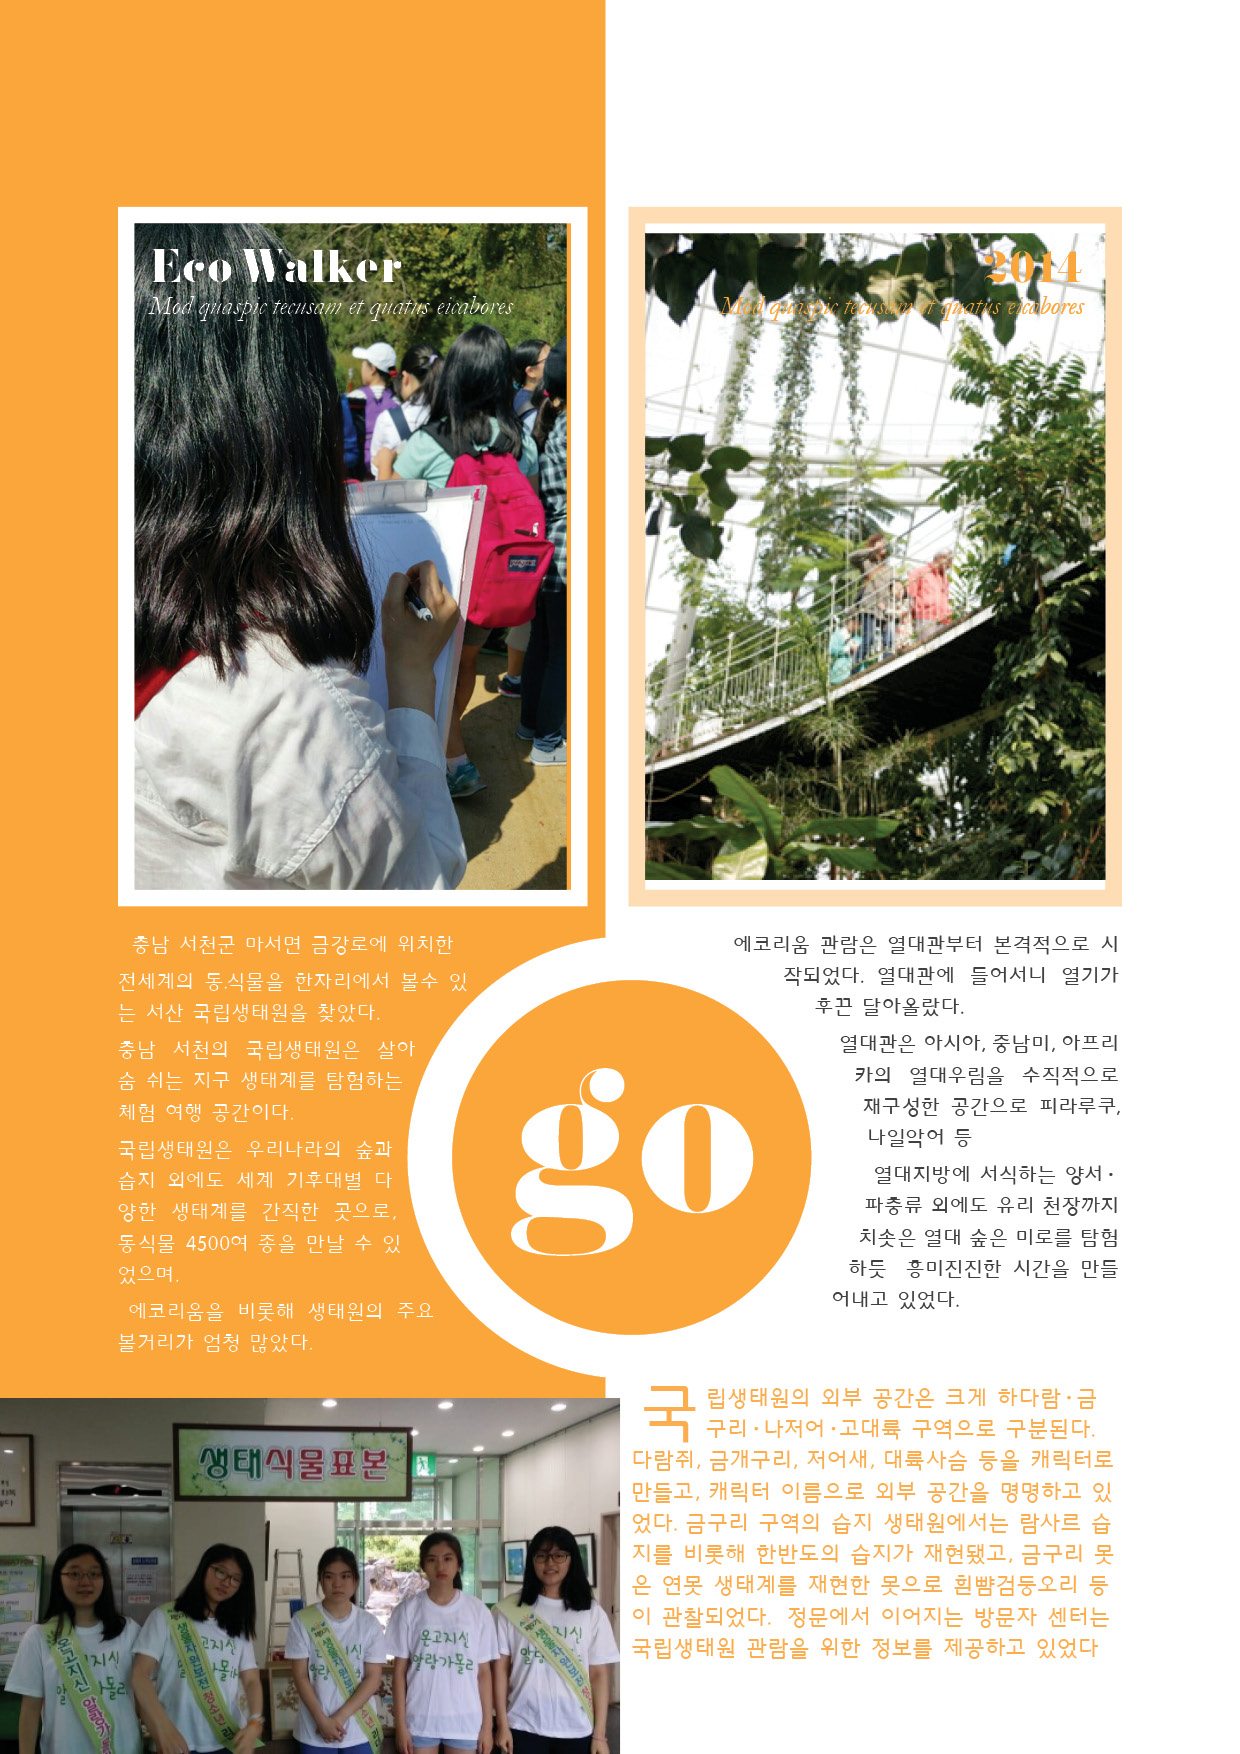 Eco Walker
Mod quaspic tecusam et quatus eicabores
2014
Mod quaspic tecusam et quatus eicabores
JANSPORT
충남 서천군 마서면 금강로에 위치한
전세계의 동.식물을 한자리에서 볼수 있
는 서산 국립생태원을 찾았다.
충남 서천의 국립생태원은 살아
숨 쉬는 지구 생태계를 탐험하는
체험 여행 공간이다.
국립생태원은 우리나라의 숲과
습지 외에도 세계 기후대별 다
양한 생태계를 간직한 곳으로,
동식물 4500여 종을 만날 수 있
었으며.
에코리움을 비롯해 생태원의 주요
볼거리가 엄청 많았다.
go
에코리움 관람은 열대관부터 본격적으로 시
작되었다. 열대관에 들어서니 열기가
후끈 달아올랐다.
열대관은 아시아, 중남미, 아프리
카의 열대우림을 수직적으로
재구성한 공간으로 피라루쿠,
나일악어 등
열대지방에 서식하는 양서·
파충류 외에도 유리 천장까지
치솟은 열대 숲은 미로를 탐험
하듯 흥미진진한 시간을 만들
어내고 있었다.
국립생태원의 외부 공간은 크게 하다람·금
구리·나저어·고대륙 구역으로 구분된다.
다람쥐, 금개구리, 저어새, 대륙사슴 등을 캐릭터로
만들고, 캐릭터 이름으로 외부 공간을 명명하고 있
었다. 금구리 구역의 습지 생태원에서는 람사르 습
지를 비롯해 한반도의 습지가 재현됐고, 금구리 못
은 연못 생태계를 재현한 못으로 흰뺨검둥오리 등
이 관찰되었다. 정문에서 이어지는 방문자 센터는
국립생태원 관람을 위한 정보를 제공하고 있었다
생태식물표본
온고지신
알랑가몰라